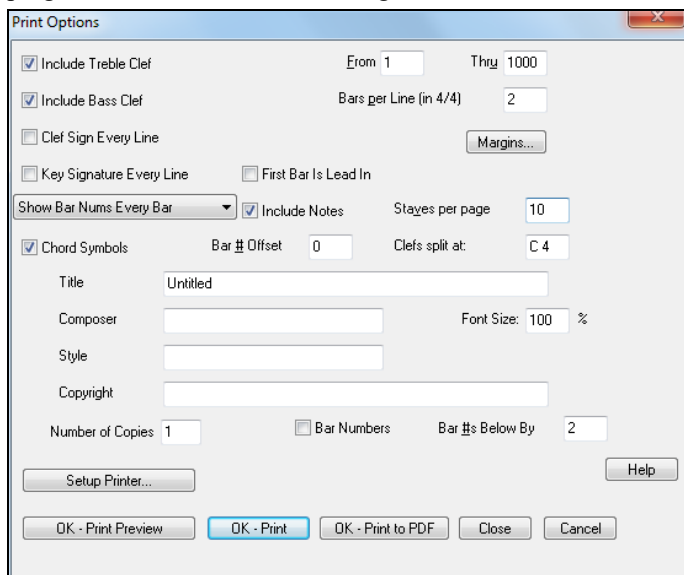 Print Options
Include Treble Clef From 1 Thru 1000
Include Bass Clef Bars per Line (in 4/4) 2
Clef Sign Every Line Margins...
Key Signature Every Line First Bar Is Lead In
Show Bar Nums Every Bar Include Notes Staves per page 10
Chord Symbols Bar # Offset 0 Clefs split at: C 4
Title Untitled
Composer Font Size: 100 %
Style
Copyright
Number of Copies 1 Bar Numbers Bar #s Below By 2
Help
Setup Printer...
OK - Print Preview OK - Print OK - Print to PDF Close Cancel